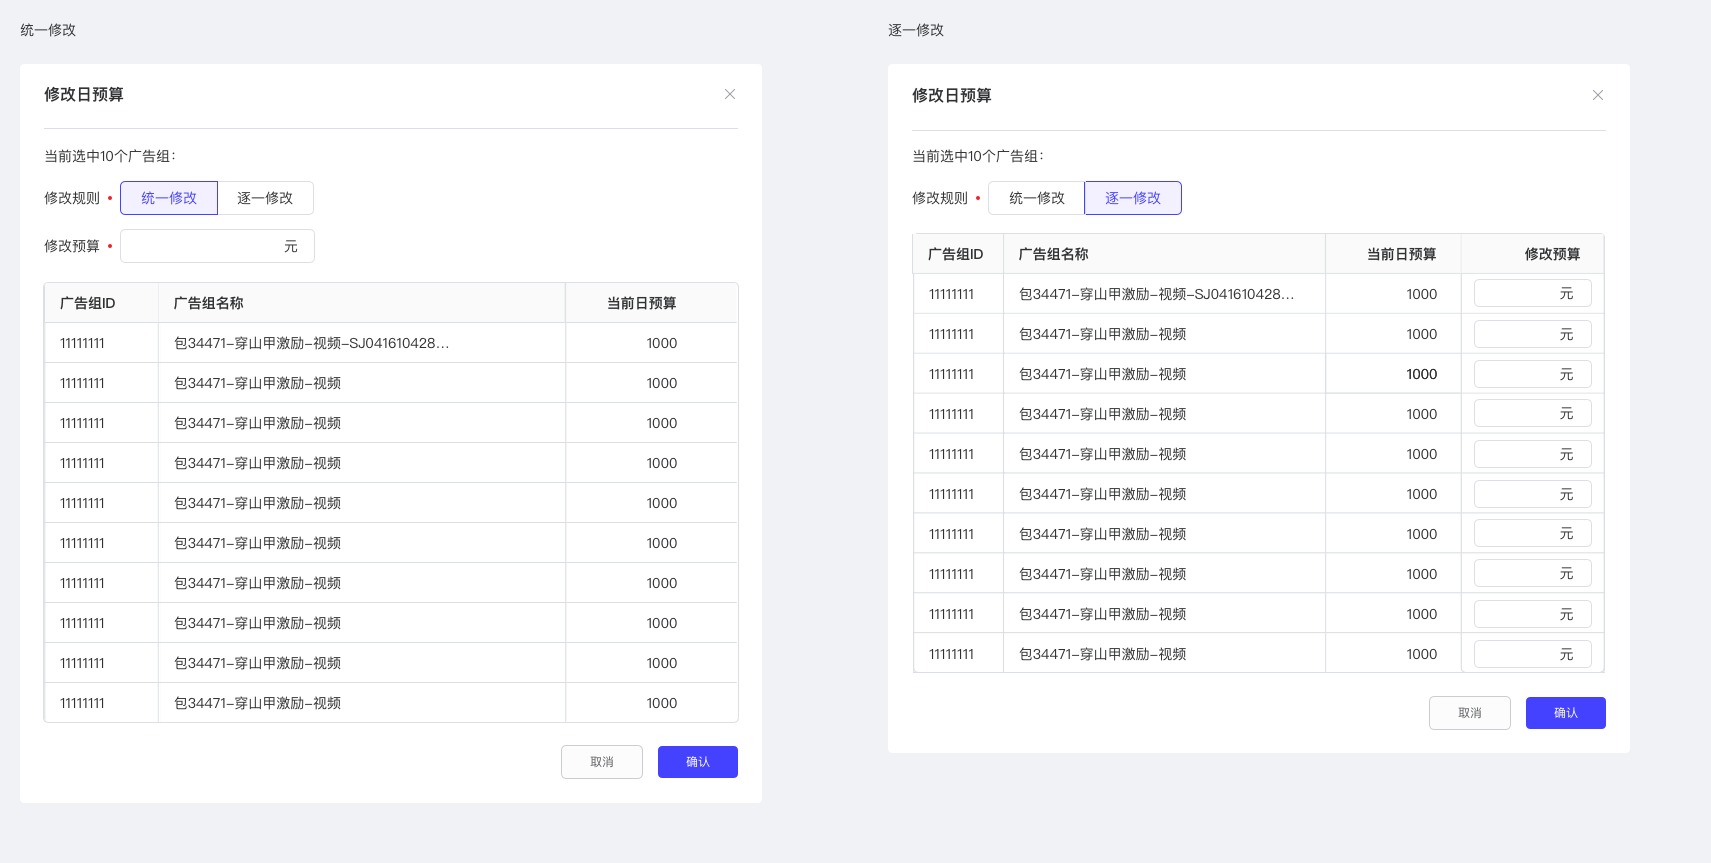 统一修改
修改日预算
当前选中10个广告组:
修改规则 统一修改 逐一修改
修改预算 元
广告组ID 广告组名称 当前日预算
11111111 包34471-穿山甲激励-视频-SJ041610428... 1000
11111111 包34471-穿山甲激励-视频 1000
11111111 包34471-穿山甲激励-视频 1000
11111111 包34471-穿山甲激励-视频 1000
11111111 包34471-穿山甲激励-视频 1000
11111111 包34471-穿山甲激励-视频 1000
11111111 包34471-穿山甲激励-视频 1000
11111111 包34471-穿山甲激励-视频 1000
11111111 包34471-穿山甲激励-视频 1000
11111111 包34471-穿山甲激励-视频 1000
取消 确认
逐一修改
修改日预算
当前选中10个广告组:
修改规则 统一修改 逐一修改
广告组ID 广告组名称 当前日预算 修改预算
11111111 包34471-穿山甲激励-视频-SJ041610428... 1000 元
11111111 包34471-穿山甲激励-视频 1000 元
11111111 包34471-穿山甲激励-视频 1000 元
11111111 包34471-穿山甲激励-视频 1000 元
11111111 包34471-穿山甲激励-视频 1000 元
11111111 包34471-穿山甲激励-视频 1000 元
11111111 包34471-穿山甲激励-视频 1000 元
11111111 包34471-穿山甲激励-视频 1000 元
11111111 包34471-穿山甲激励-视频 1000 元
11111111 包34471-穿山甲激励-视频 1000 元
取消 确认